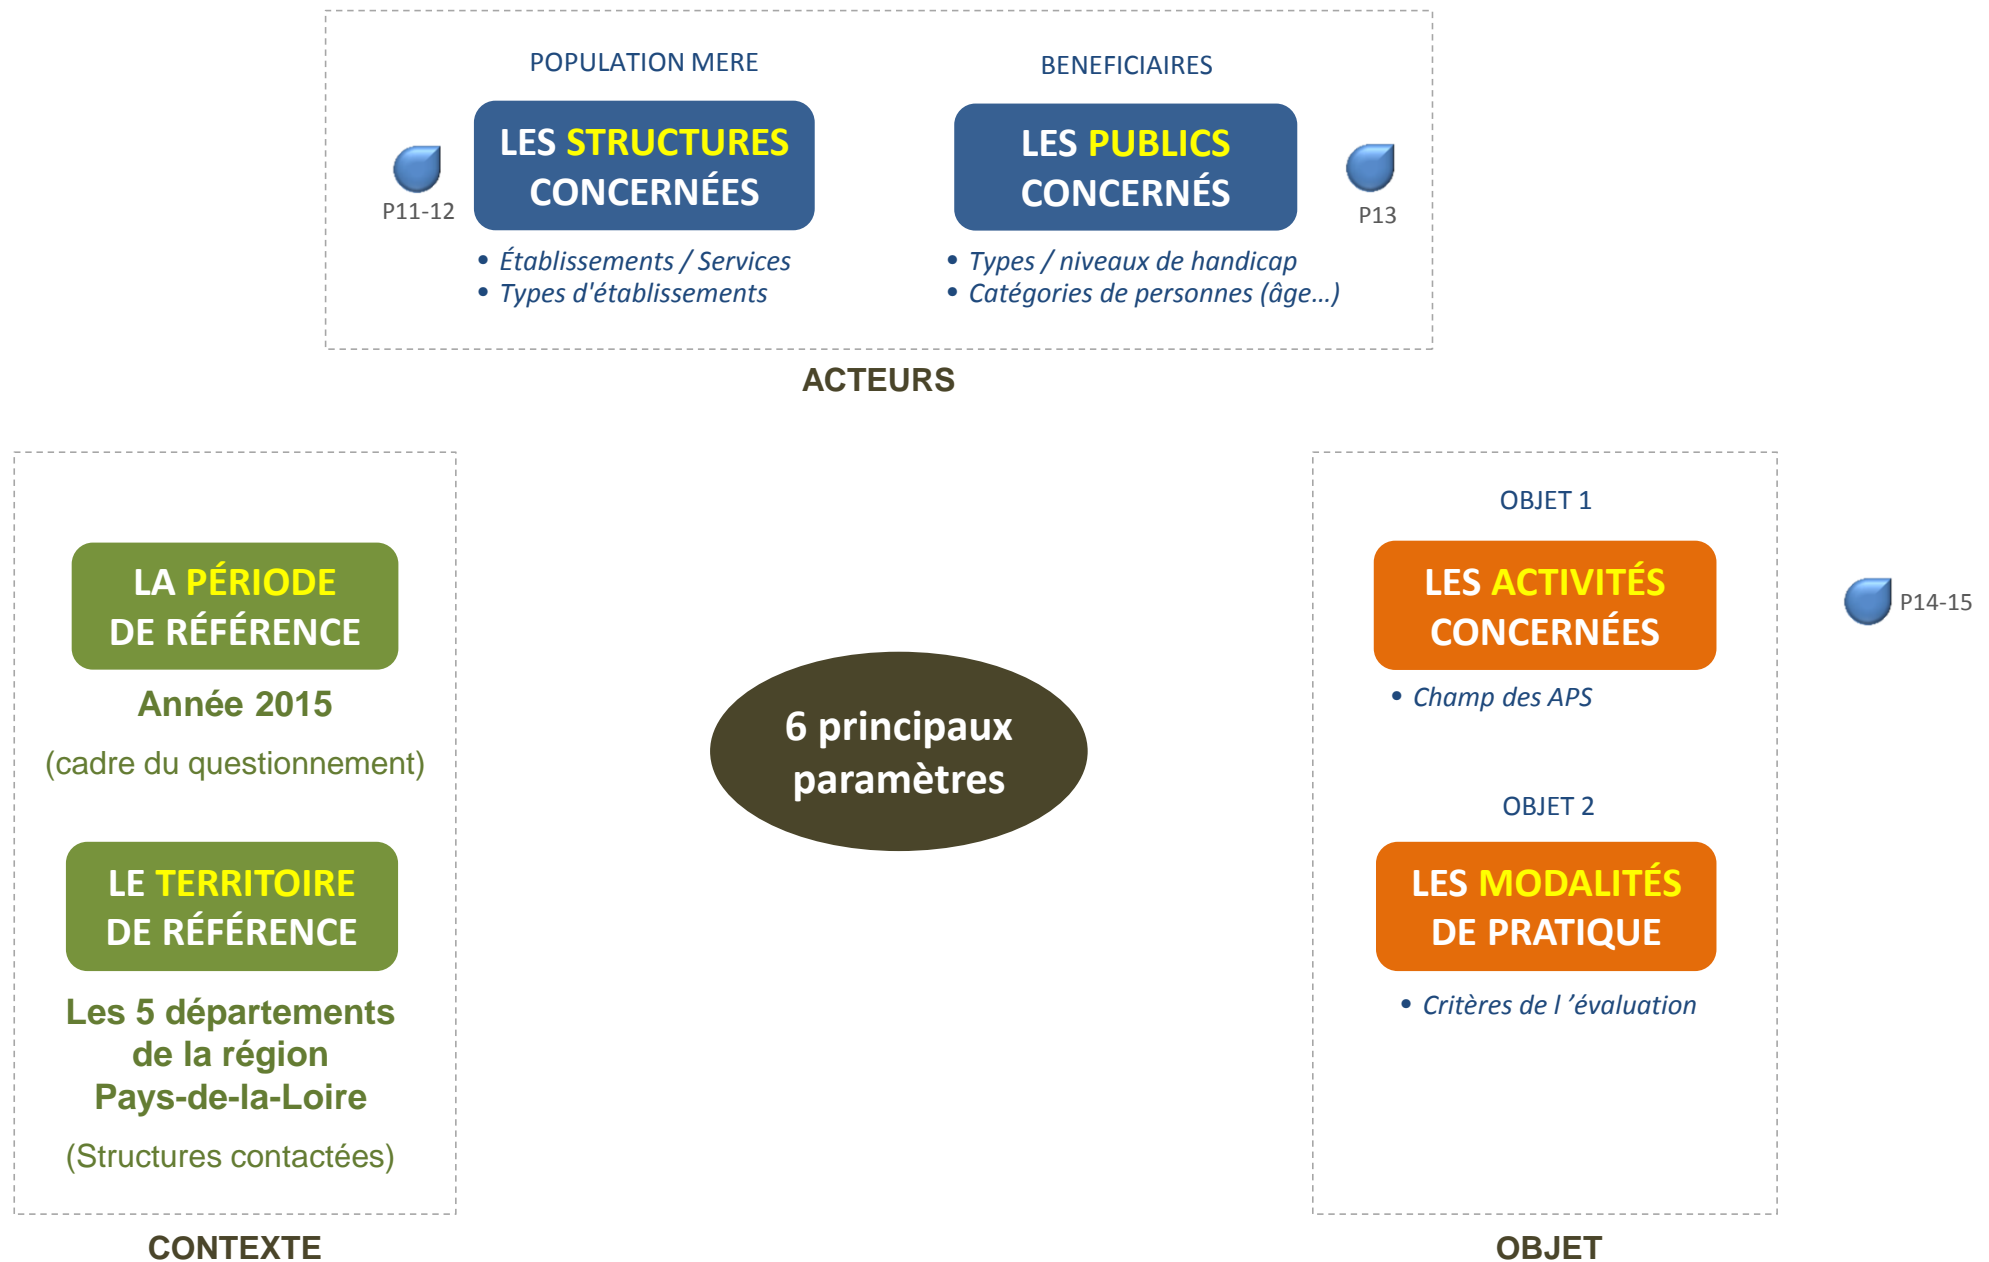 POPULATION MERE
LES STRUCTURES
CONCERNÉES
P11-12
• Établissements / Services
• Types d'établissements
BENEFICIAIRES
LES PUBLICS
CONCERNÉS
P13
• Types / niveaux de handicap
• Catégories de personnes (âge…)
ACTEURS
LA PÉRIODE
DE RÉFÉRENCE
Année 2015
(cadre du questionnement)
LE TERRITOIRE
DE RÉFÉRENCE
Les 5 départements
de la région
Pays-de-la-Loire
(Structures contactées)
CONTEXTE
6 principaux
paramètres
OBJET 1
LES ACTIVITÉS
CONCERNÉES
P14-15
• Champ des APS
OBJET 2
LES MODALITÉS
DE PRATIQUE
• Critères de l ’évaluation
OBJET